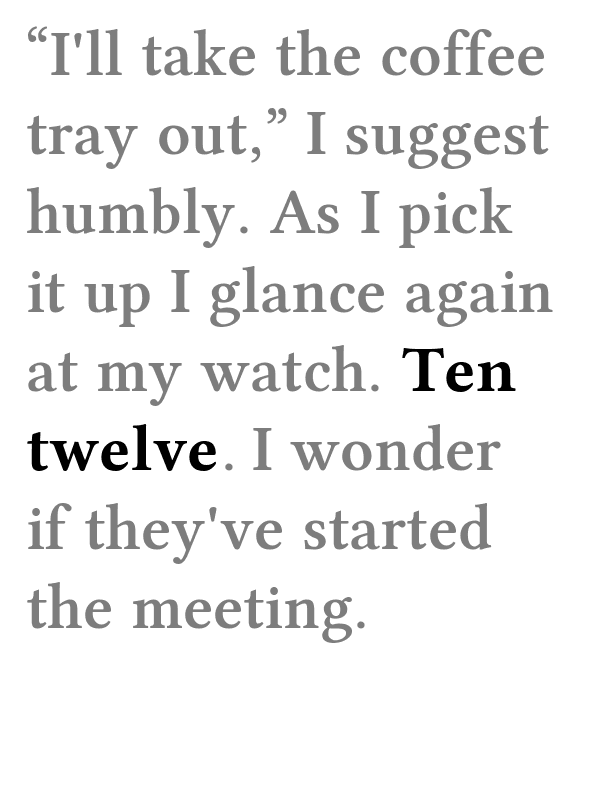 “I'll take the coffee
tray out,” I suggest
humbly. As I pick
it up I glance again
at my watch. Ten
twelve. I wonder
if they've started
the meeting.